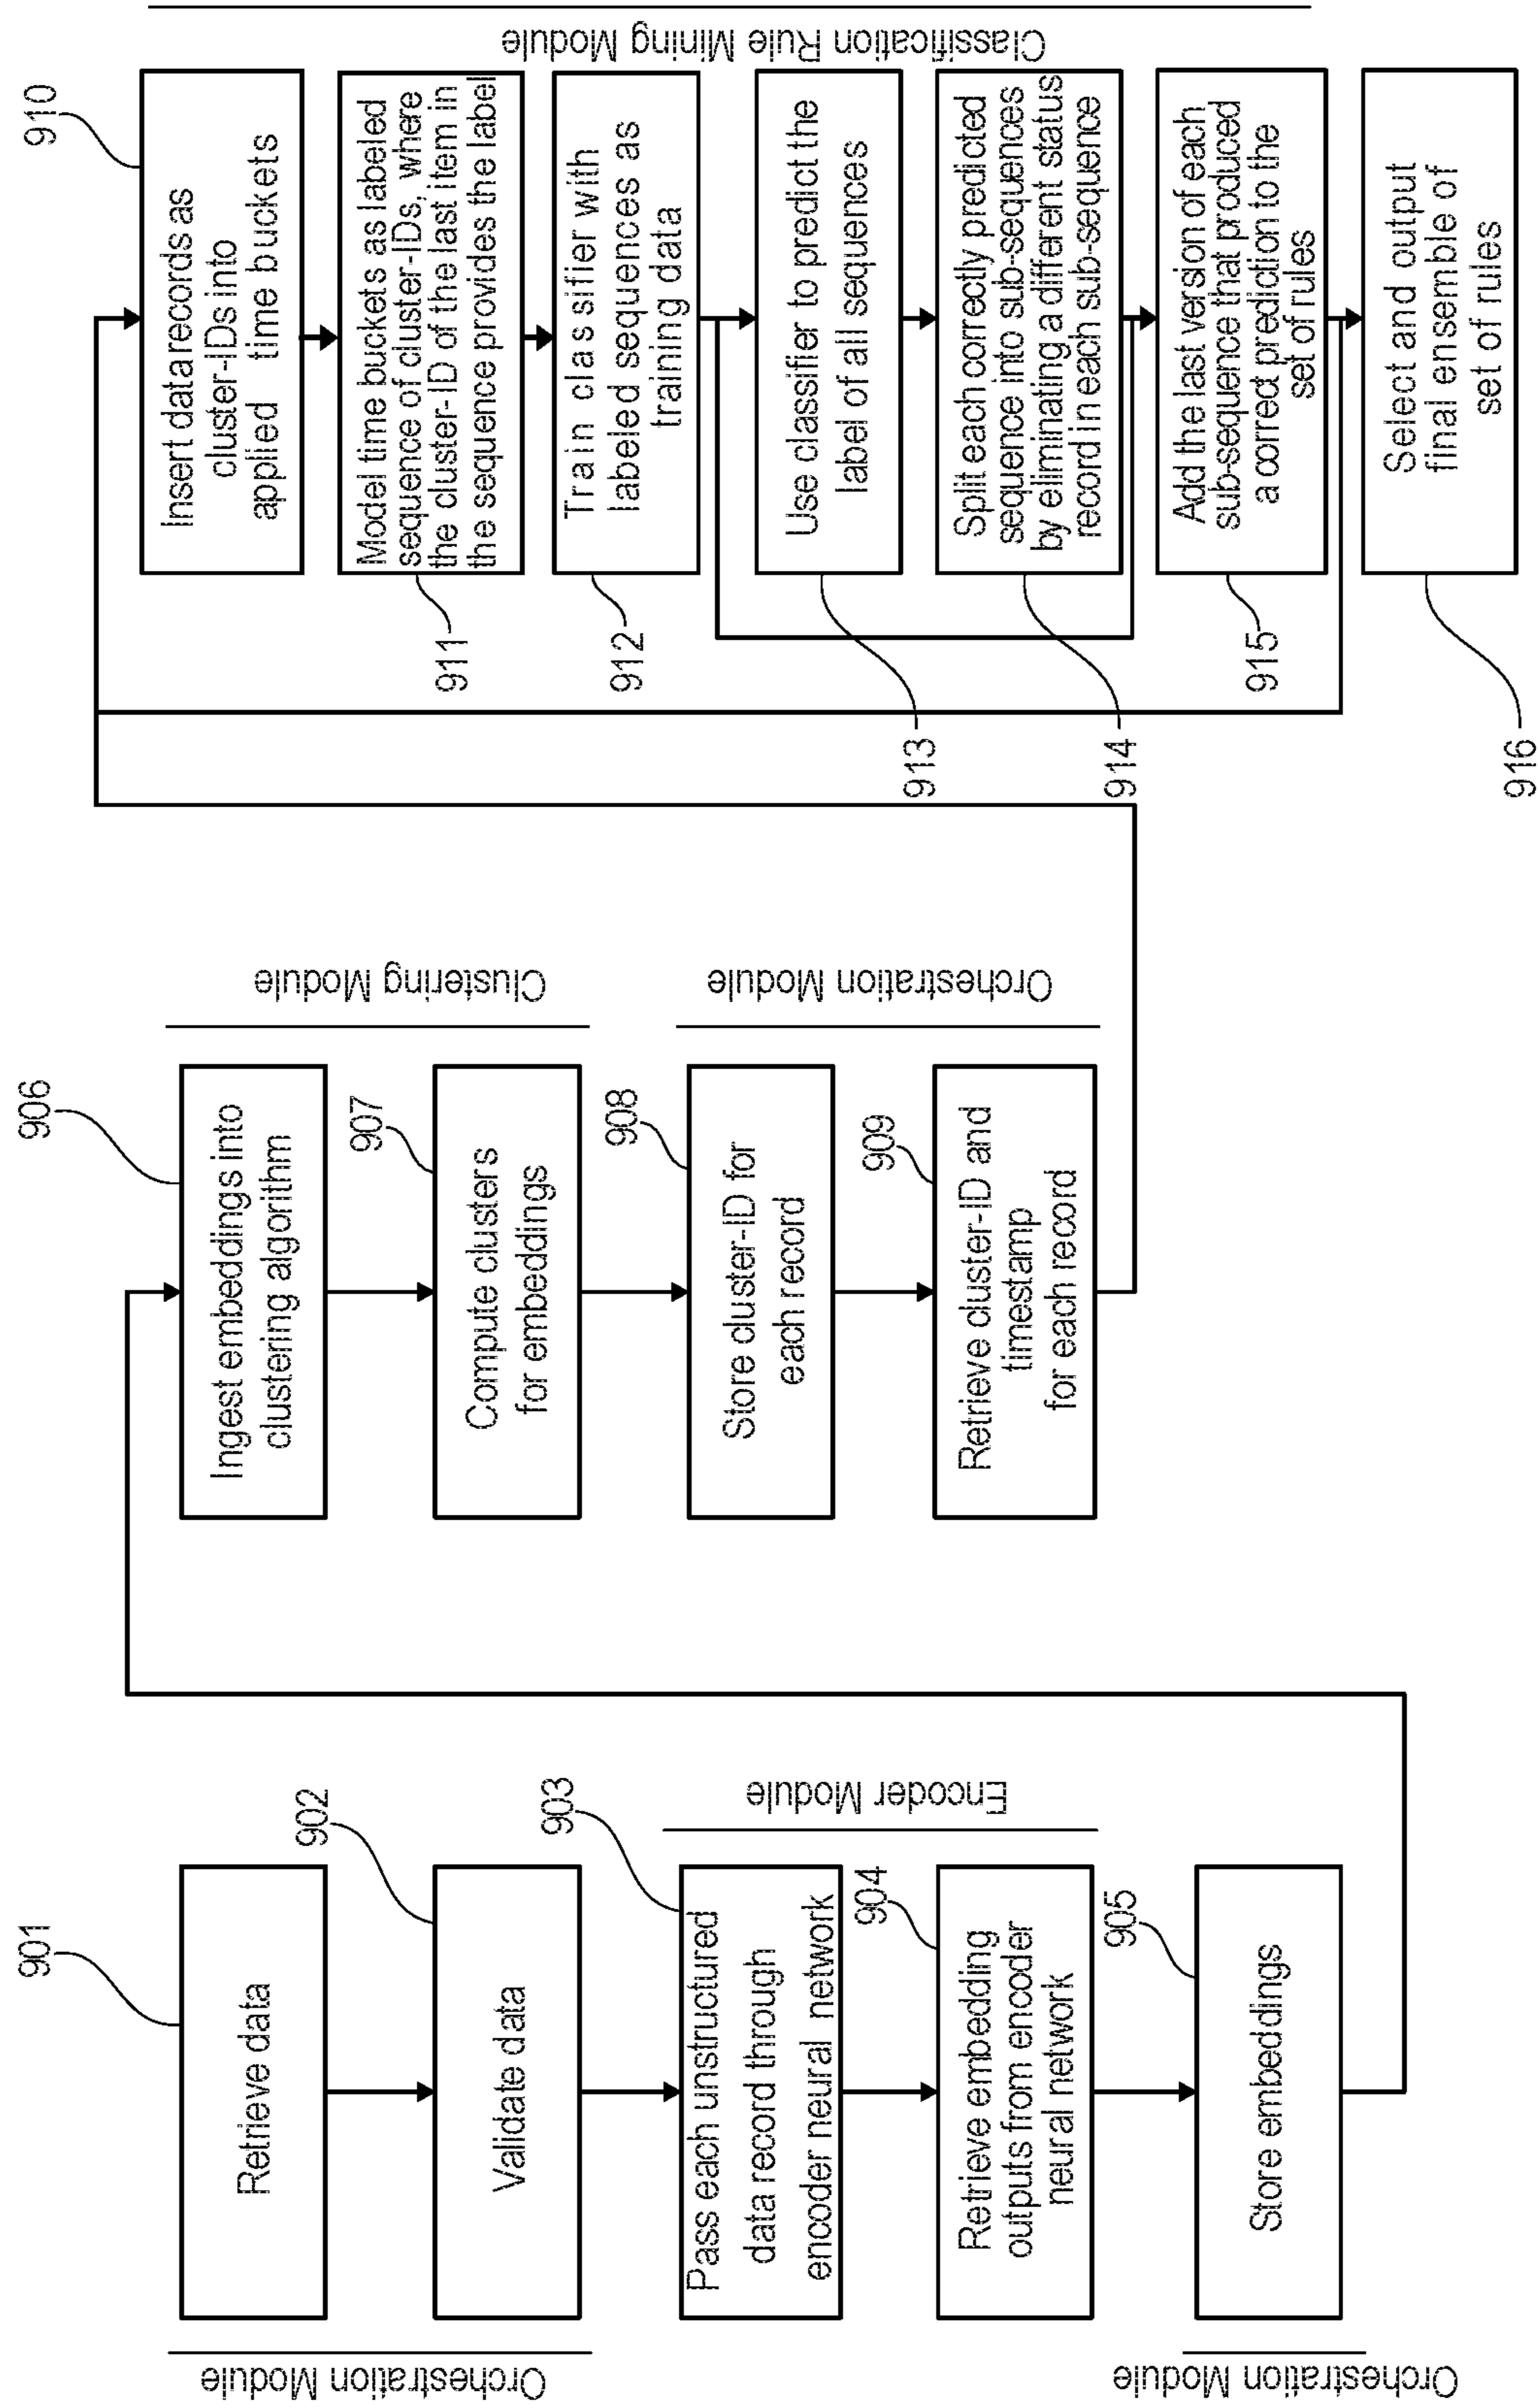 901
Retrieve data
902
Validate data
Orchestration Module
903
Pass each unstructured
data record through
encoder neural network
904
Retrieve embedding
outputs from encoder
neural network
Encoder Module
905
Store embeddings
Orchestration Module
906
Ingest embeddings into
clustering algorithm
907
Compute clusters
for embeddings
Clustering Module
908
Store cluster-ID for
each record
909
Retrieve cluster-ID and
timestamp
for each record
Orchestration Module
910
Insert data records as
cluster-IDs into
applied time buckets
911
Model time buckets as labeled
sequence of cluster-IDs, where
the cluster-ID of the last item in
the sequence provides the label
912
Train classifier with
labeled sequences as
training data
913
Use classifier to predict the
label of all sequences
914
Split each correctly predicted
sequence into sub-sequences
by eliminating a different status
record in each sub-sequence
915
Add the last version of each
sub-sequence that produced
a corred prediction to the
set of rules
916
Select and output
final ensemble of
set of rules
Classification Rule Mining Module